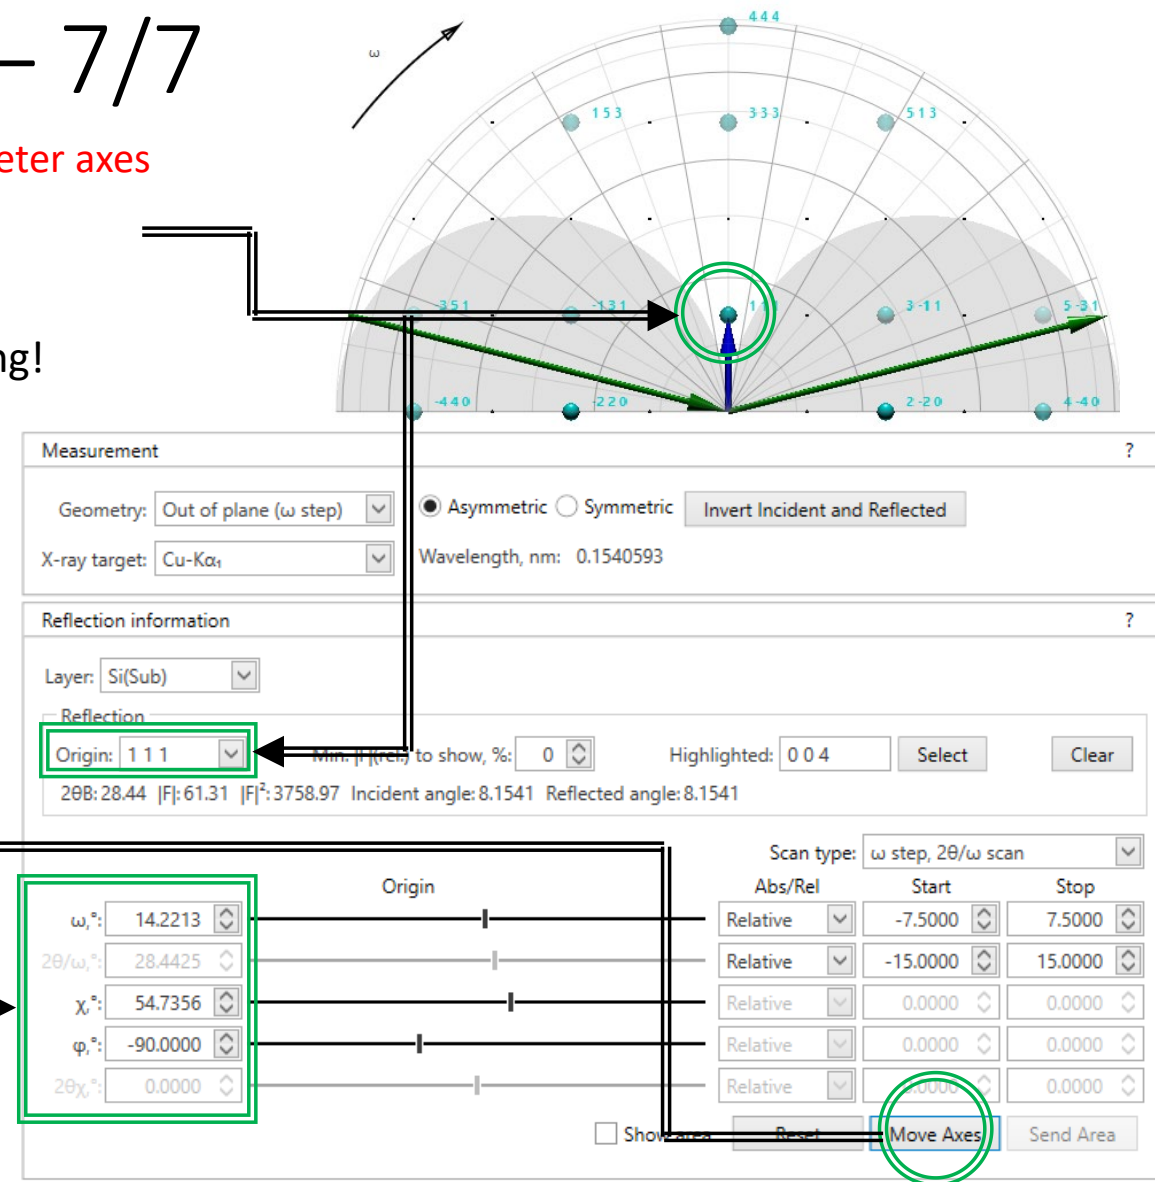 – 7/7
eter axes
ng!
ω
4 4 4
1 5 3
3 3 3
5 1 3
-3 5 1
-1 3 1
3 -1 1
5 -3 1
-4 4 0
-2 2 0
2 -2 0
4 -4 0
Measurement ?
Geometry: Out of plane (ω step) Asymmetric Symmetric Invert Incident and Reflected
X-ray target: Cu-Kα₁ Wavelength, nm: 0.1540593
Reflection information ?
Layer: Si(Sub)
Reflection
Origin: 1 1 1 Min. |F|(rel.) to show, %: 0 Highlighted: 0 0 4 Select Clear
2θB: 28.44 |F|: 61.31 |F|²: 3758.97 Incident angle: 8.1541 Reflected angle: 8.1541
Scan type: ω step, 2θ/ω scan
Origin Abs/Rel Start Stop
ω,°: 14.2213 Relative -7.5000 7.5000
2θ/ω,°: 28.4425 Relative -15.0000 15.0000
χ,°: 54.7356 Relative 0.0000 0.0000
φ,°: -90.0000 Relative 0.0000 0.0000
2θχ,°: 0.0000 Relative 0.0000 0.0000
Show area Reset Move Axes Send Area